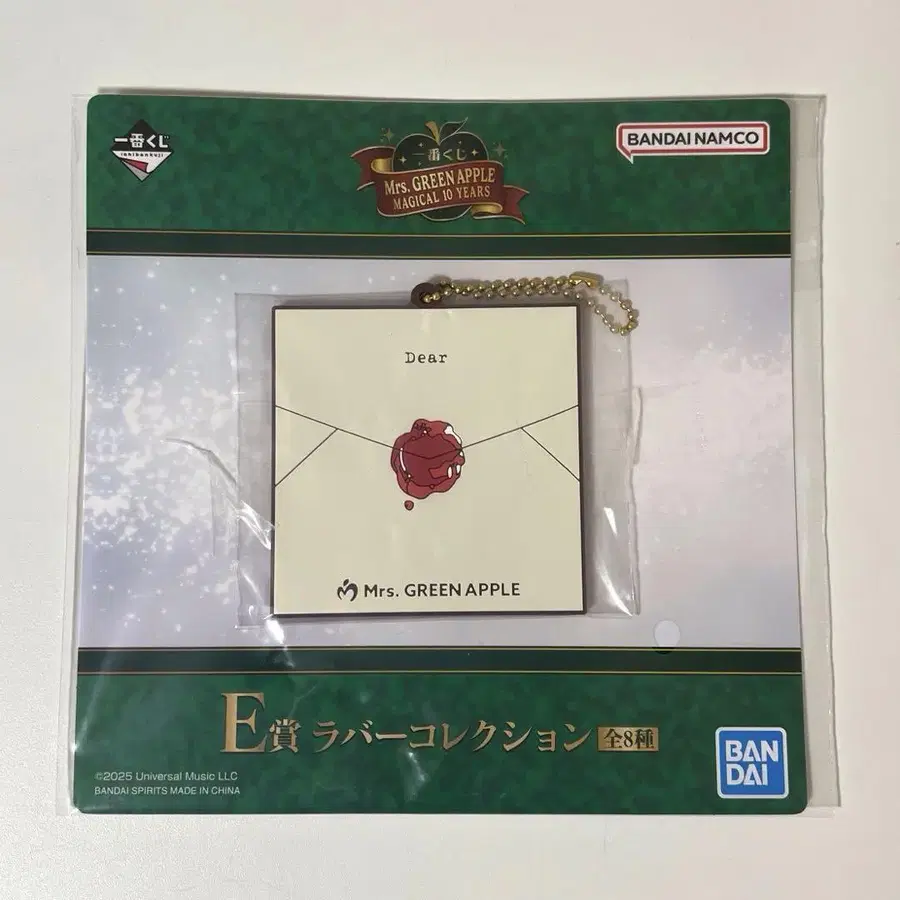 一番くじ
ichibankuji
一番くじ
Mrs. GREEN APPLE
MAGICAL 10 YEARS
BANDAI NAMCO
Dear
Mrs. GREEN APPLE
E賞 ラバーコレクション 全8種
©2025 Universal Music LLC
BANDAI SPIRITS MADE IN CHINA
BAN
DAI